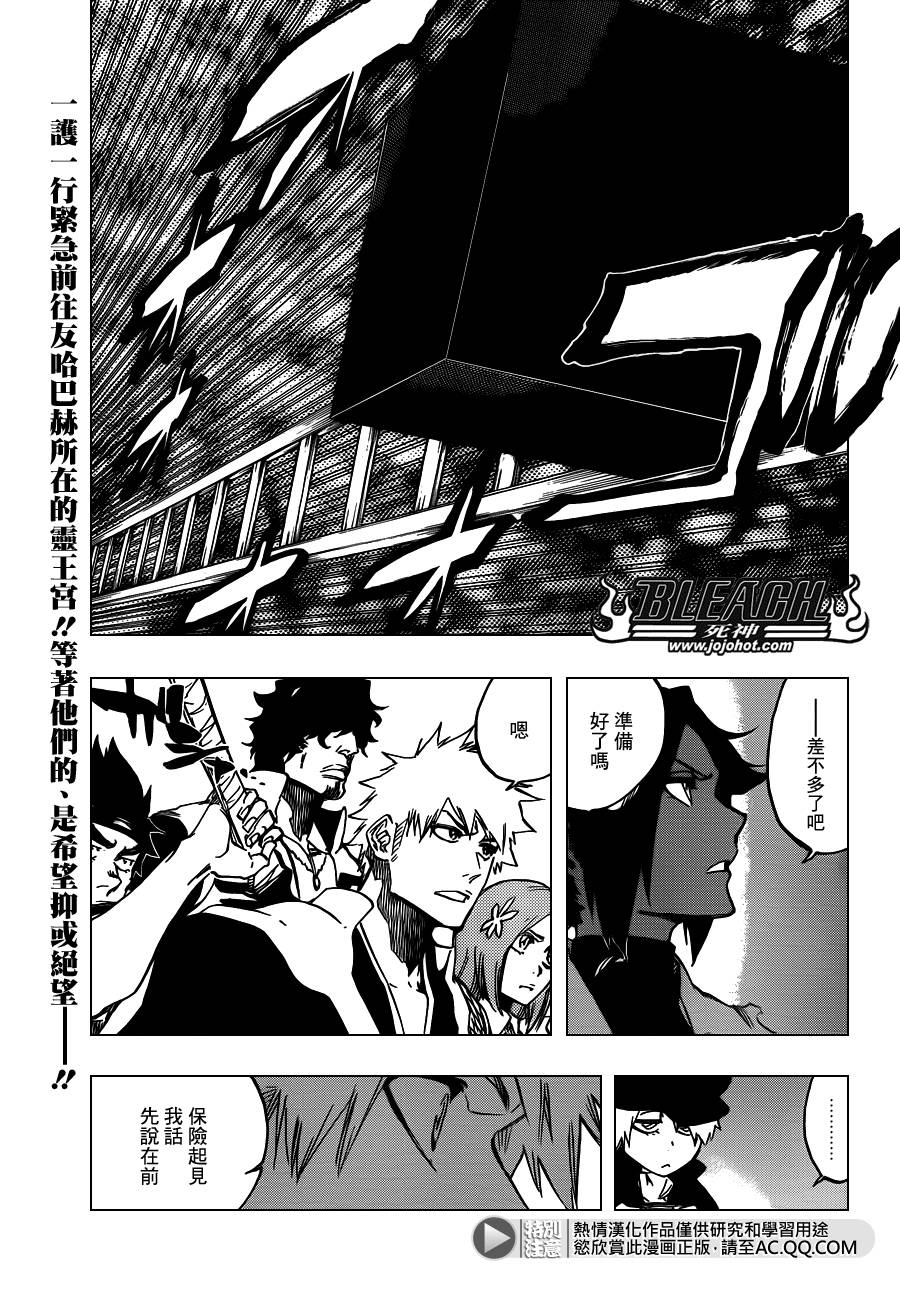 一護一行緊急前往友哈巴赫所在的靈王宮!!等著他們的、是希望抑或絕望——!!
BLEACH
死神
www.jojohot.com
——差不多了吧
準備
好了嗎
嗯
…………
保險起見
我話
先說在前
特別
注意
熱情漢化作品僅供研究和學習用途
慾欣賞此漫画正版·請至AC.QQ.COM